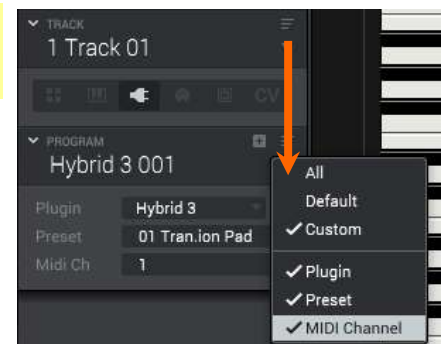 TRACK
1 Track 01
CV
PROGRAM
Hybrid 3 001
Plugin Hybrid 3
Preset 01 Tran.ion Pad
Midi Ch 1
All
Default
Custom
Plugin
Preset
MIDI Channel